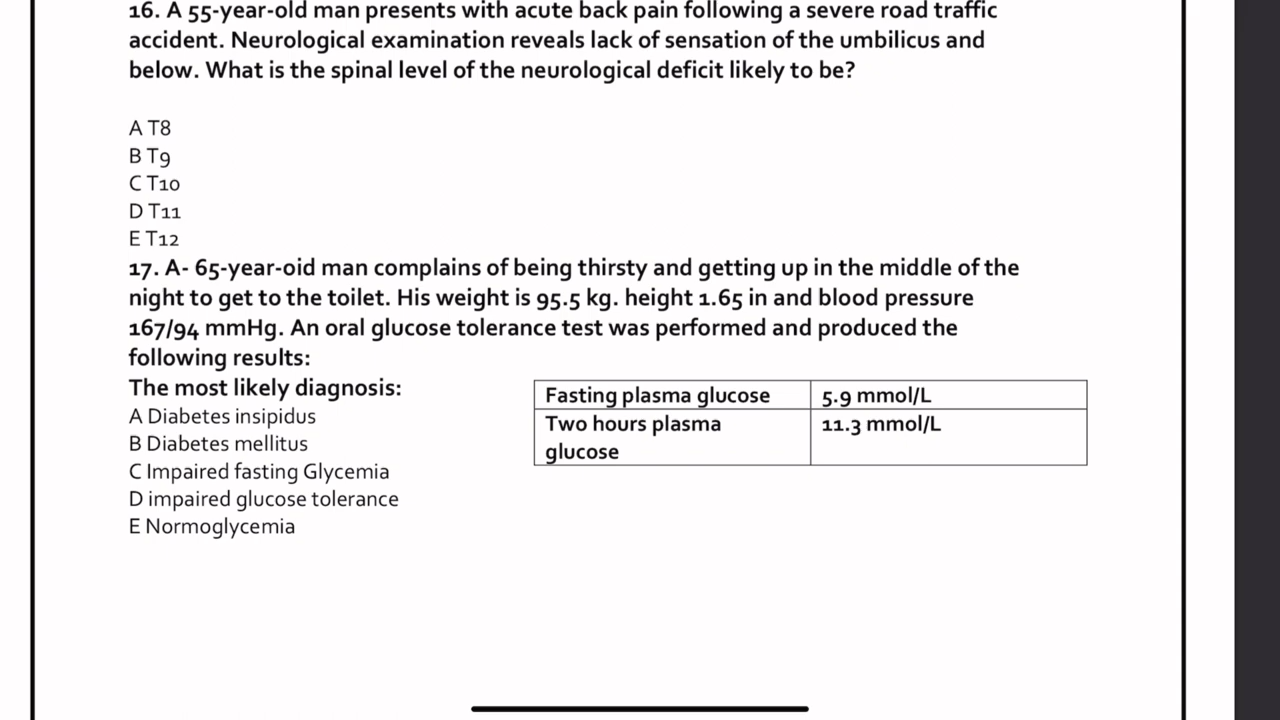 16. A 55-year-old man presents with acute back pain following a severe road traffic
accident. Neurological examination reveals lack of sensation of the umbilicus and
below. What is the spinal level of the neurological deficit likely to be?
A T8
B T9
C T10
D T11
E T12
17. A- 65-year-oid man complains of being thirsty and getting up in the middle of the
night to get to the toilet. His weight is 95.5 kg. height 1.65 in and blood pressure
167/94 mmHg. An oral glucose tolerance test was performed and produced the
following results:
The most likely diagnosis:
A Diabetes insipidus
B Diabetes mellitus
C Impaired fasting Glycemia
D impaired glucose tolerance
E Normoglycemia
Fasting plasma glucose 5.9 mmol/L
Two hours plasma 11.3 mmol/L
glucose